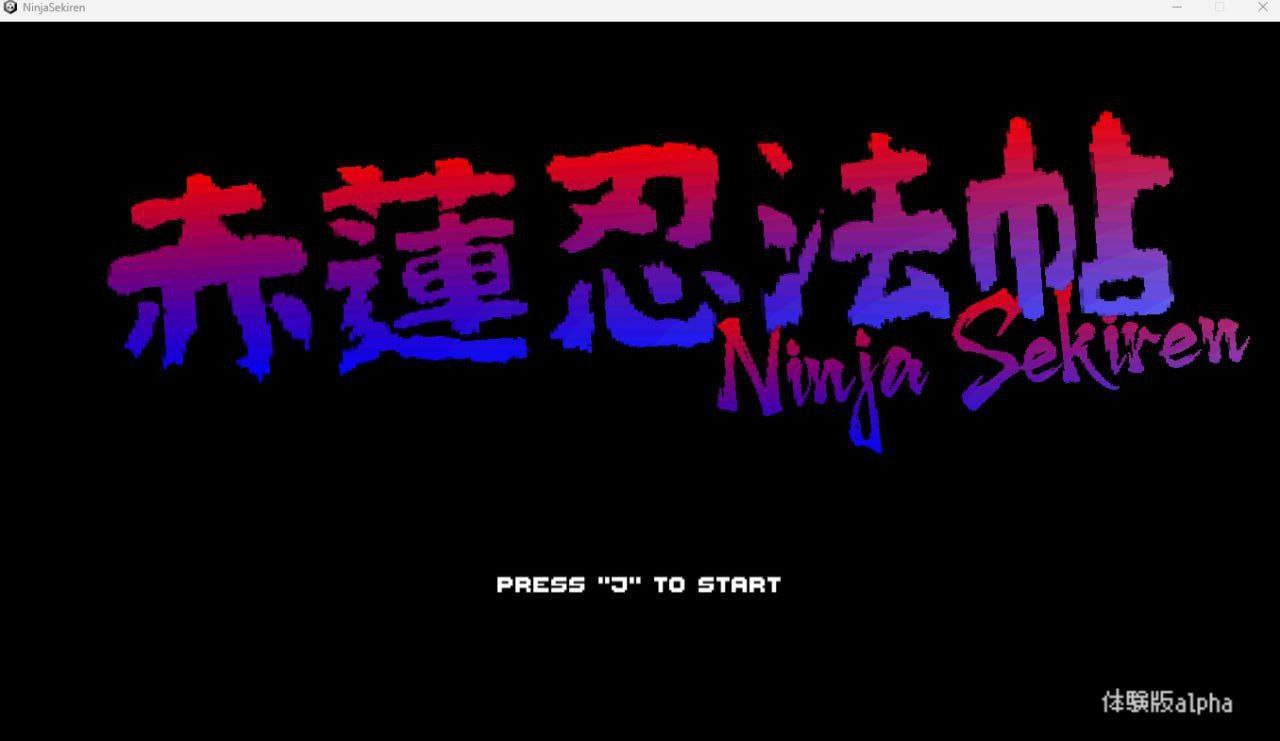 NinjaSekiren
赤蓮忍法帖
Ninja Sekiren
PRESS "J" TO START
体験版alpha